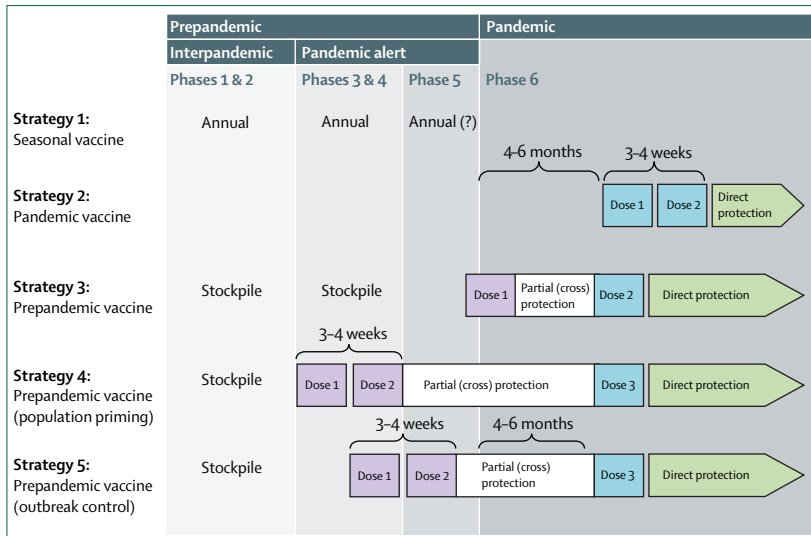 Prepandemic
Pandemic
Interpandemic
Pandemic alert
Phases 1 & 2
Phases 3 & 4
Phase 5
Phase 6
Strategy 1:
Seasonal vaccine
Annual
Annual
Annual (?)
4–6 months
3–4 weeks
Strategy 2:
Pandemic vaccine
Dose 1
Dose 2
Direct
protection
Strategy 3:
Prepandemic vaccine
Stockpile
Stockpile
Dose 1
Partial (cross)
protection
Dose 2
Direct protection
3–4 weeks
Strategy 4:
Prepandemic vaccine
(population priming)
Stockpile
Dose 1
Dose 2
Partial (cross) protection
Dose 3
Direct protection
3–4 weeks
4–6 months
Strategy 5:
Prepandemic vaccine
(outbreak control)
Stockpile
Dose 1
Dose 2
Partial (cross)
protection
Dose 3
Direct protection